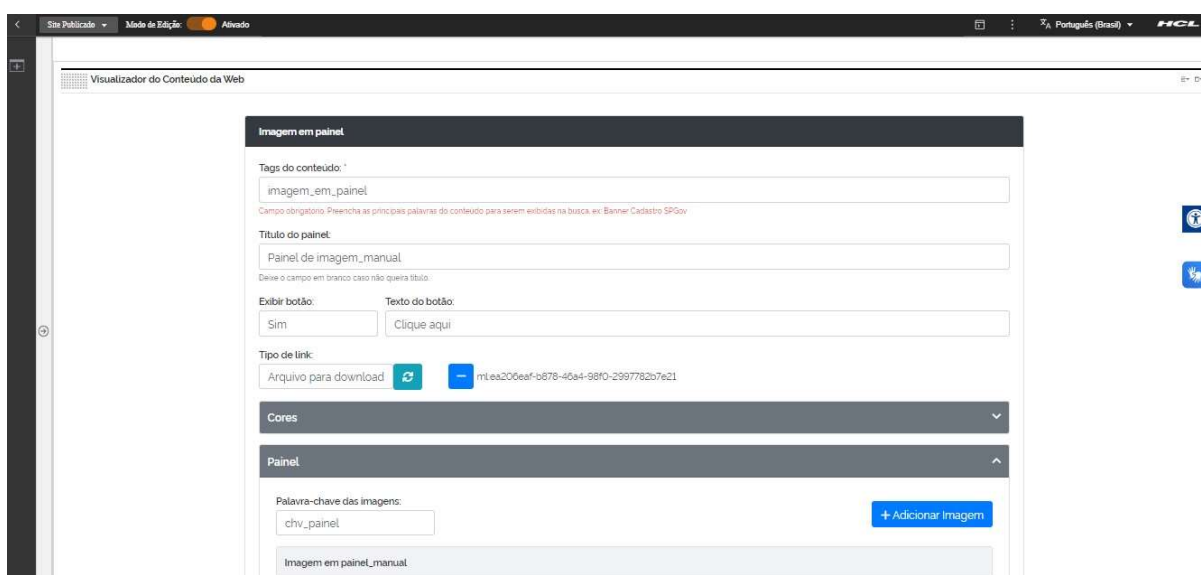 Site Publicado Modo de Edição: Ativado Português (Brasil) HCL
Visualizador do Conteúdo da Web
Imagem em painel
Tags do conteúdo: *
imagem_em_painel
Campo obrigatório. Preencha as principais palavras do conteúdo para serem exibidas na busca, ex: Banner Cadastro SPGov
Título do painel:
Painel de imagem_manual
Deixe o campo em branco caso não queira título.
Exibir botão: Texto do botão:
Sim Clique aqui
Tipo de link:
Arquivo para download ml:ea206eaf-b878-46a4-98f0-2997782b7e21
Cores
Painel
Palavra-chave das imagens:
chv_painel + Adicionar Imagem
Imagem em painel_manual